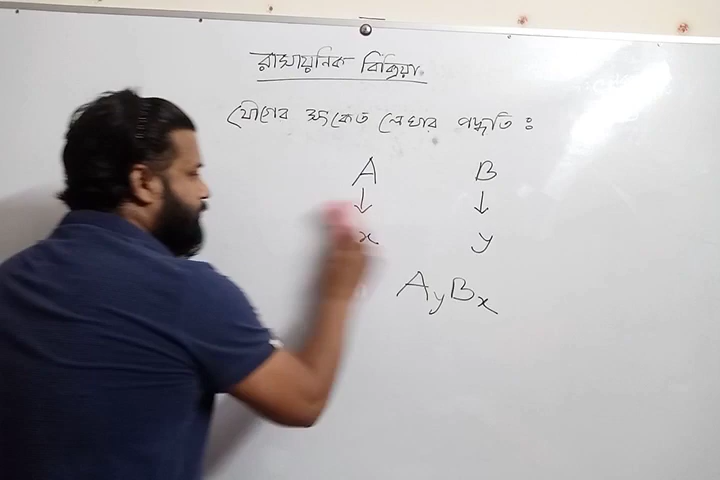 রাসায়নিক বিক্রিয়া
যৌগের সংকেত লেখার পদ্ধতি :
A B
↓ ↓
x y
AyBx